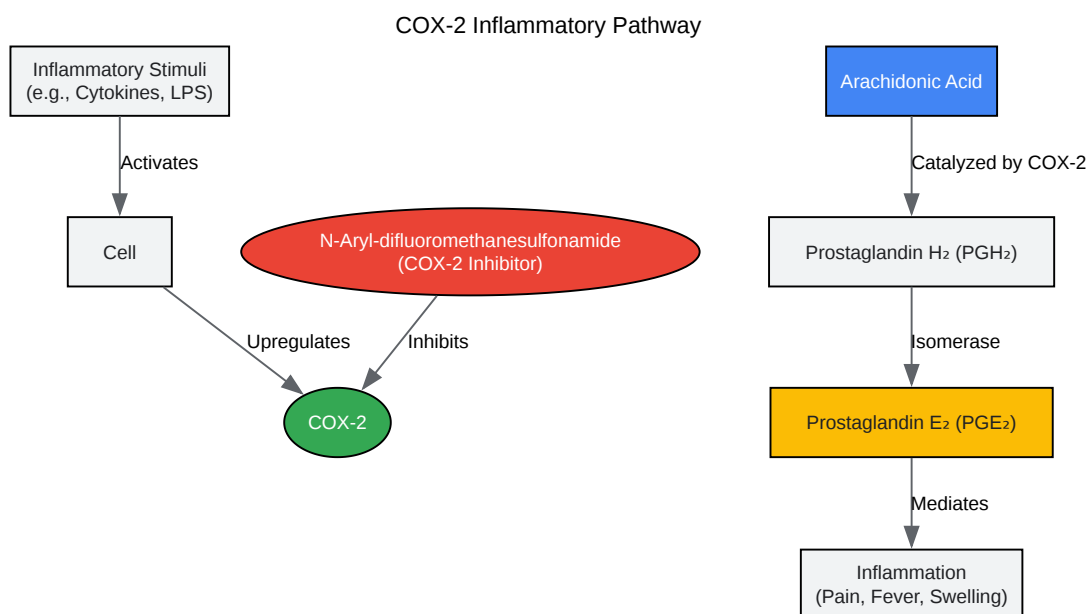 COX-2 Inflammatory Pathway
Inflammatory Stimuli
(e.g., Cytokines, LPS)
Activates
Cell
N-Aryl-difluoromethanesulfonamide
(COX-2 Inhibitor)
Upregulates
Inhibits
COX-2
Arachidonic Acid
Catalyzed by COX-2
Prostaglandin H₂ (PGH₂)
Isomerase
Prostaglandin E₂ (PGE₂)
Mediates
Inflammation
(Pain, Fever, Swelling)